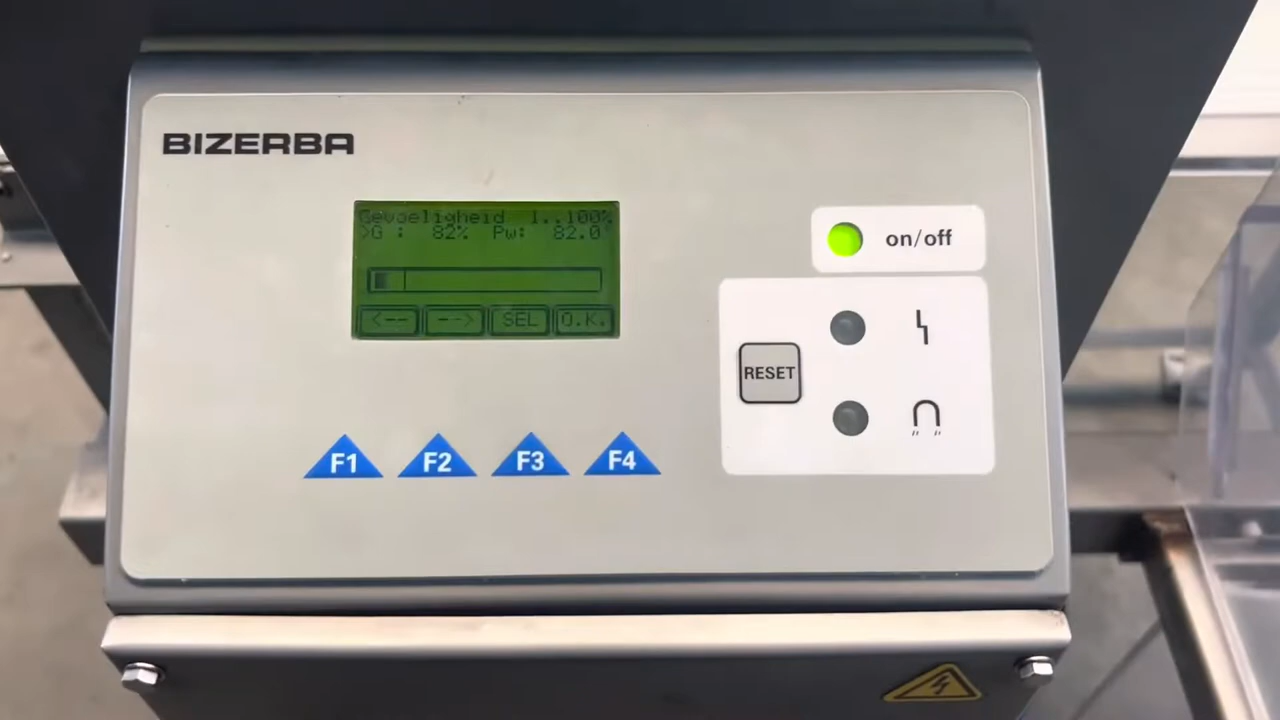 BIZERBA
Gevoeligheid 1..100%
>G : 82% Pw: 82.0°
<-- --> SEL O.K.
on/off
RESET
F1 F2 F3 F4